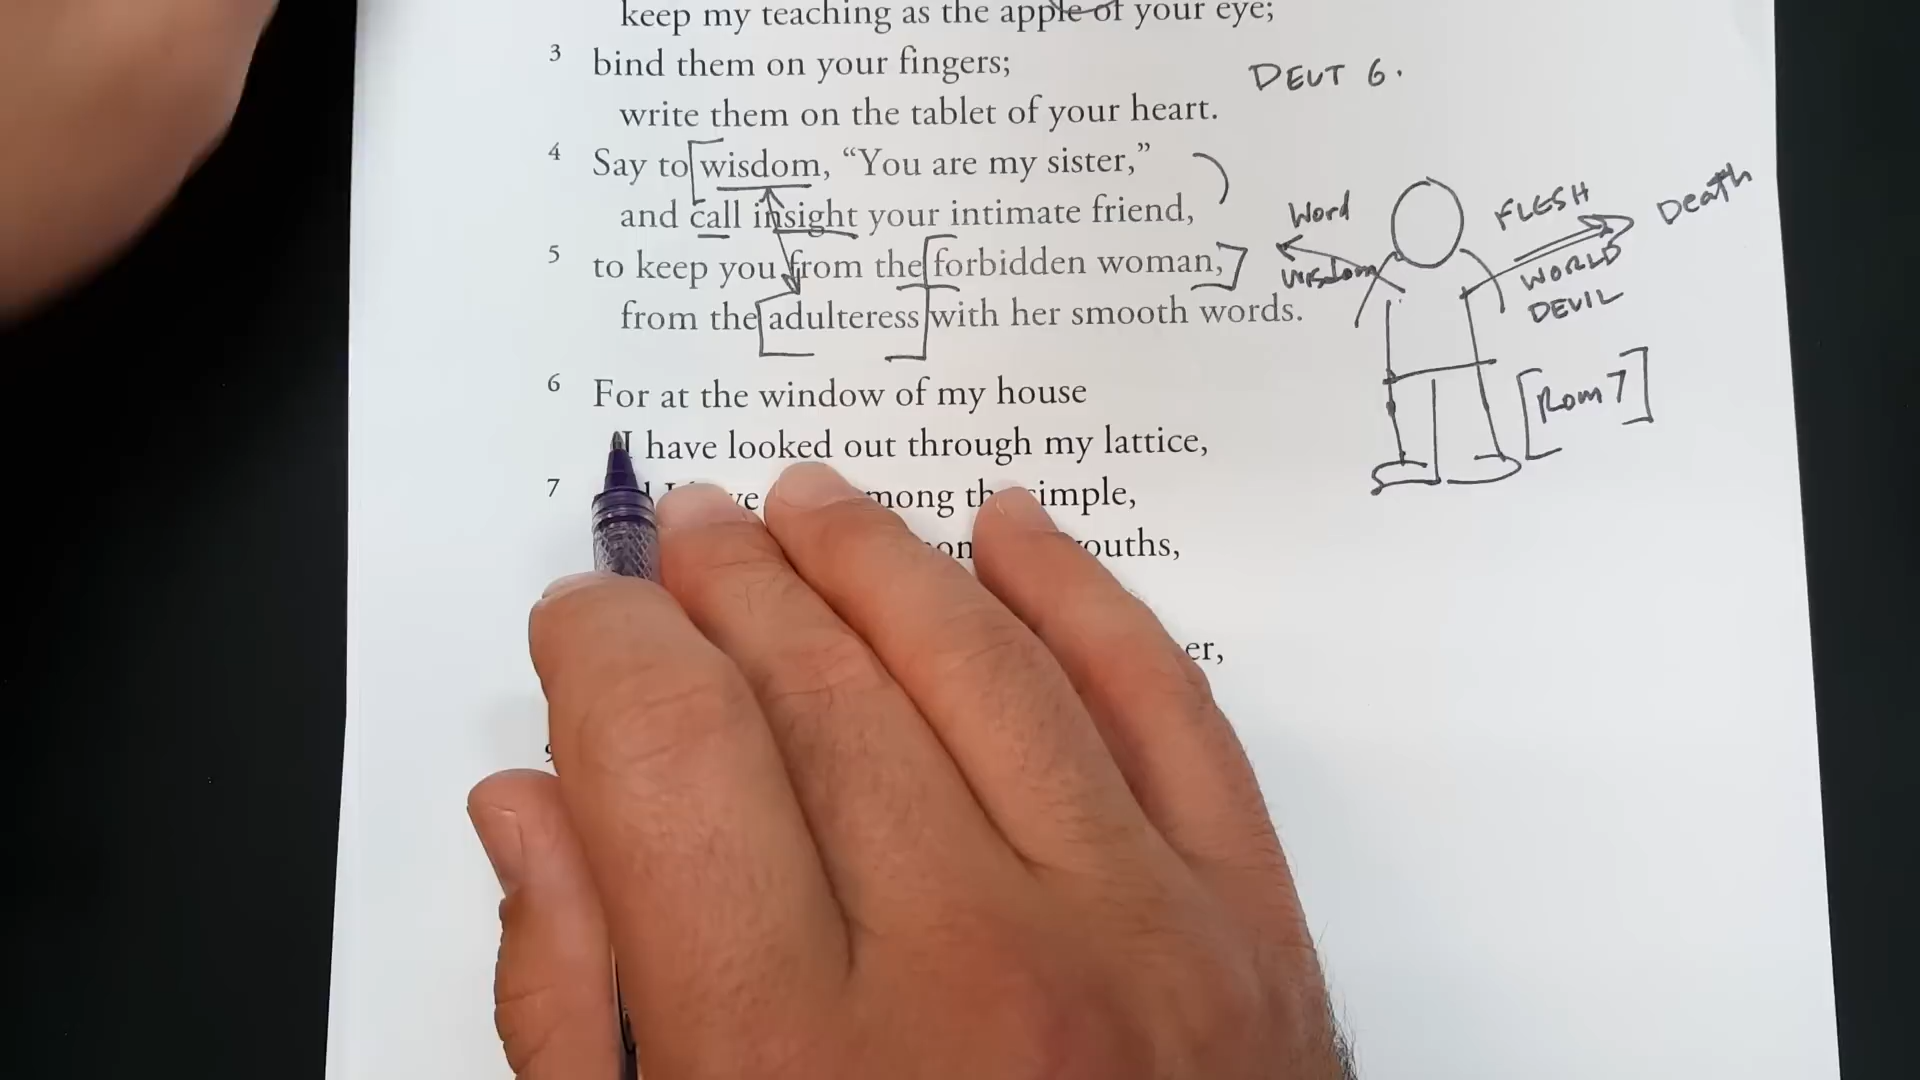 keep my teaching as the apple of your eye;
3 bind them on your fingers;
DEUT 6.
write them on the tablet of your heart.
4 Say to wisdom, “You are my sister,”
and call insight your intimate friend,
5 to keep you from the forbidden woman,
from the adulteress with her smooth words.
Word
Wisdom
FLESH
Death
WORLD
DEVIL
[Rom 7]
6 For at the window of my house
I have looked out through my lattice,
7 among the simple,
youths,